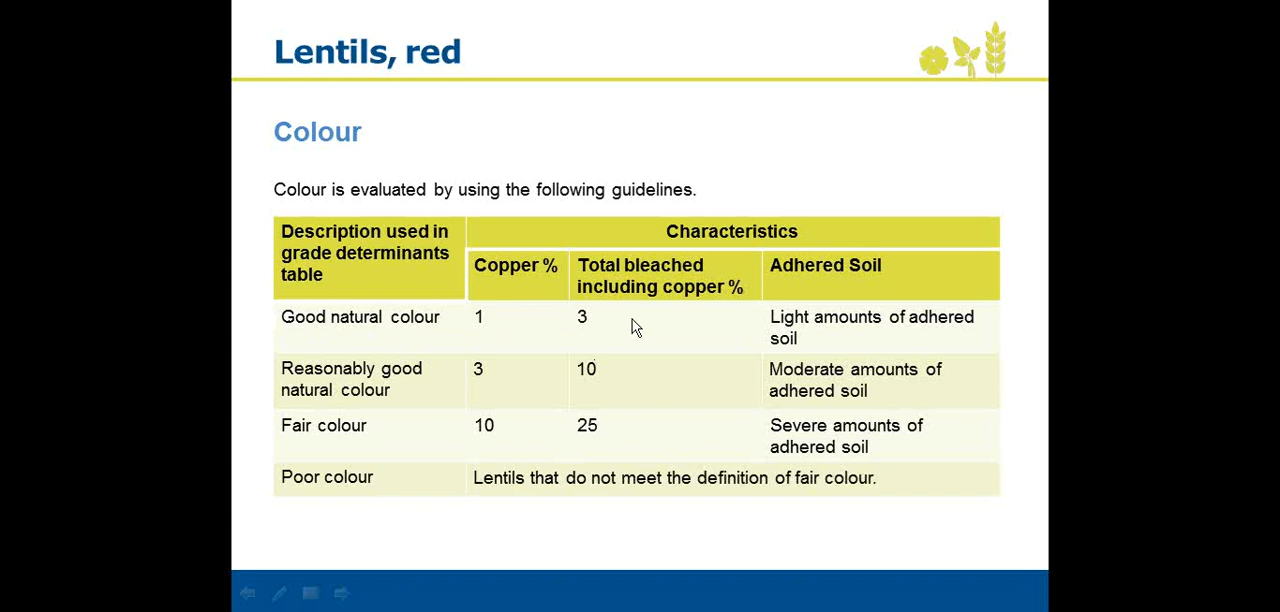 Lentils, red
Colour
Colour is evaluated by using the following guidelines.
Description used in
grade determinants
table
Characteristics
Copper %
Total bleached
including copper %
Adhered Soil
Good natural colour
1
3
Light amounts of adhered
soil
Reasonably good
natural colour
3
10
Moderate amounts of
adhered soil
Fair colour
10
25
Severe amounts of
adhered soil
Poor colour
Lentils that do not meet the definition of fair colour.